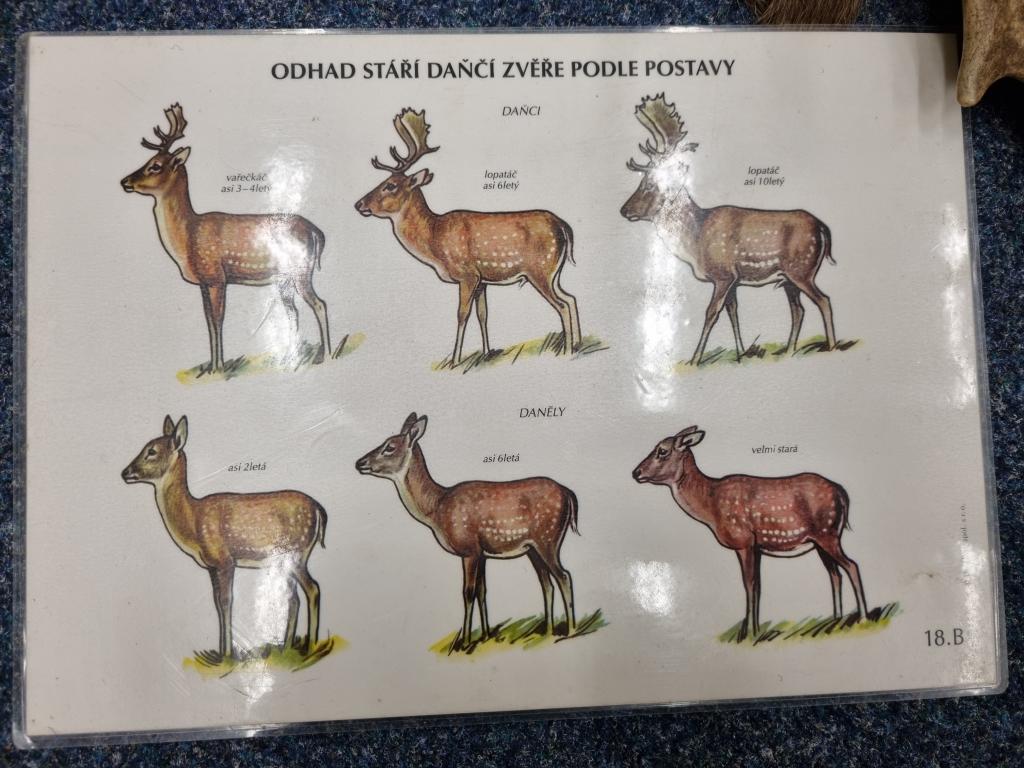 ODHAD STÁŘÍ DAŇČÍ ZVĚŘE PODLE POSTAVY
DAŇCI
vařečkáč
asi 3–4letý
lopatáč
asi 6letý
lopatáč
asi 10letý
DANĚLY
asi 2letá
asi 6letá
velmi stará
spol. s r.o.
18.B